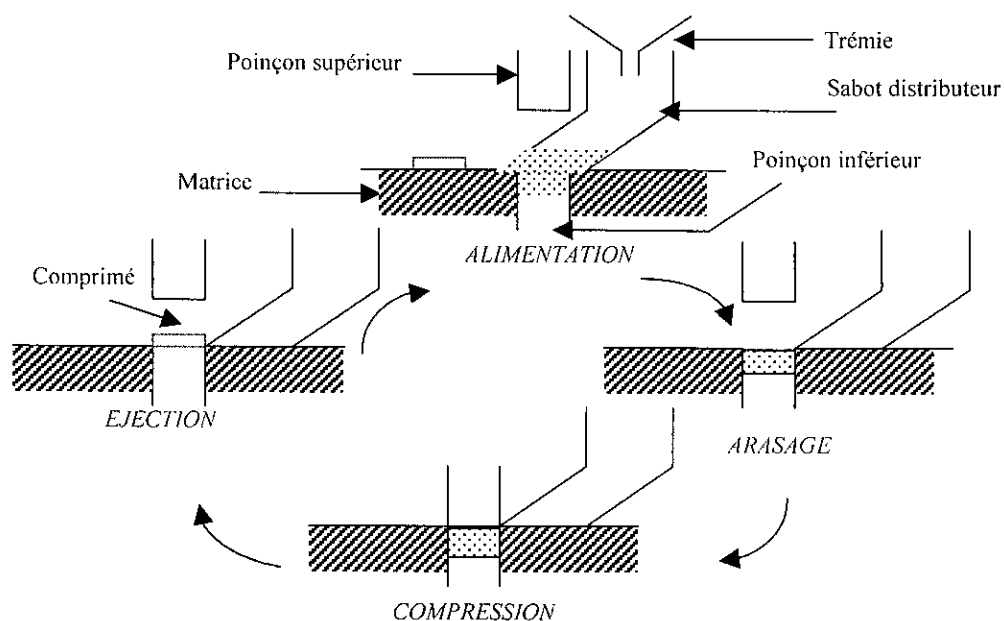 Trémie
Poinçon supérieur
Sabot distributeur
Poinçon inférieur
Matrice
ALIMENTATION
Comprimé
EJECTION
ARASAGE
COMPRESSION